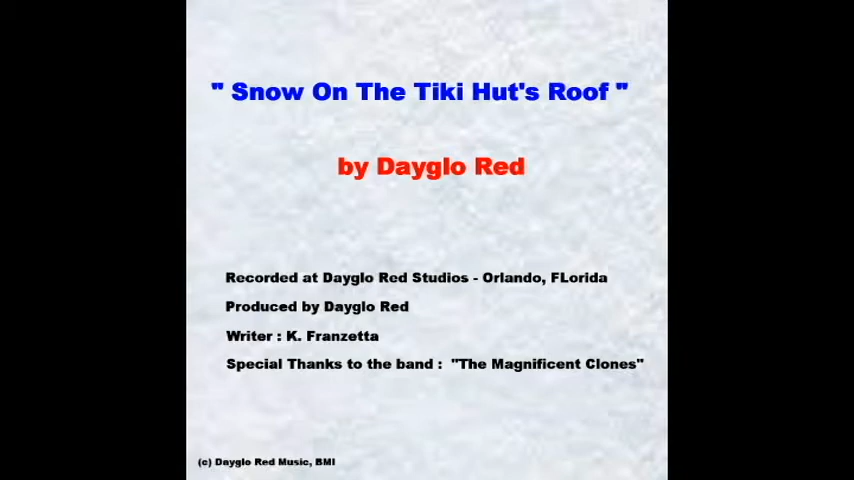 " Snow On The Tiki Hut's Roof "
by Dayglo Red
Recorded at Dayglo Red Studios - Orlando, FLorida
Produced by Dayglo Red
Writer : K. Franzetta
Special Thanks to the band :  "The Magnificent Clones"
(c) Dayglo Red Music, BMI